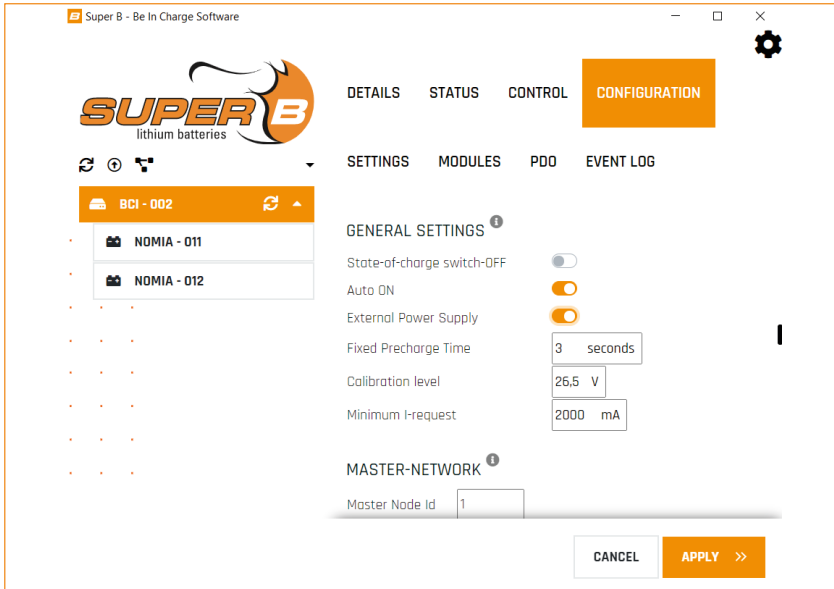 Super B - Be In Charge Software
SUPER B
lithium batteries
DETAILS STATUS CONTROL CONFIGURATION
SETTINGS MODULES PDO EVENT LOG
BCI - 002
NOMIA - 011
NOMIA - 012
GENERAL SETTINGS
State-of-charge switch-OFF
Auto ON
External Power Supply
Fixed Precharge Time 3 seconds
Calibration level 26,5 V
Minimum I-request 2000 mA
MASTER-NETWORK
Master Node Id 1
CANCEL APPLY